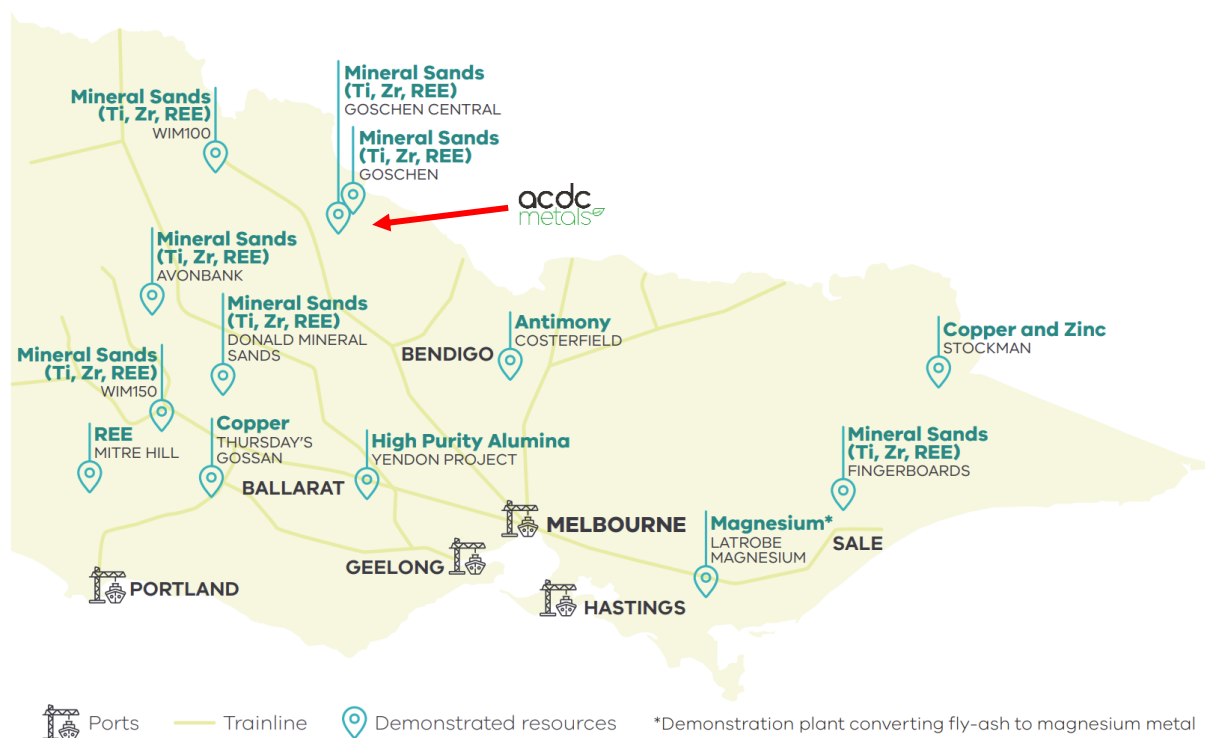 Mineral Sands
(Ti, Zr, REE)
GOSCHEN CENTRAL
Mineral Sands
(Ti, Zr, REE)
WIM100
Mineral Sands
(Ti, Zr, REE)
GOSCHEN
acdc
metals
Mineral Sands
(Ti, Zr, REE)
AVONBANK
Mineral Sands
(Ti, Zr, REE)
DONALD MINERAL
SANDS
Antimony
COSTERFIELD
BENDIGO
Copper and Zinc
STOCKMAN
Mineral Sands
(Ti, Zr, REE)
WIM150
REE
MITRE HILL
Copper
THURSDAY'S
GOSSAN
BALLARAT
High Purity Alumina
YENDON PROJECT
Mineral Sands
(Ti, Zr, REE)
FINGERBOARDS
MELBOURNE
Magnesium*
LATROBE
MAGNESIUM
SALE
GEELONG
PORTLAND
HASTINGS
Ports
Trainline
Demonstrated resources
*Demonstration plant converting fly-ash to magnesium metal